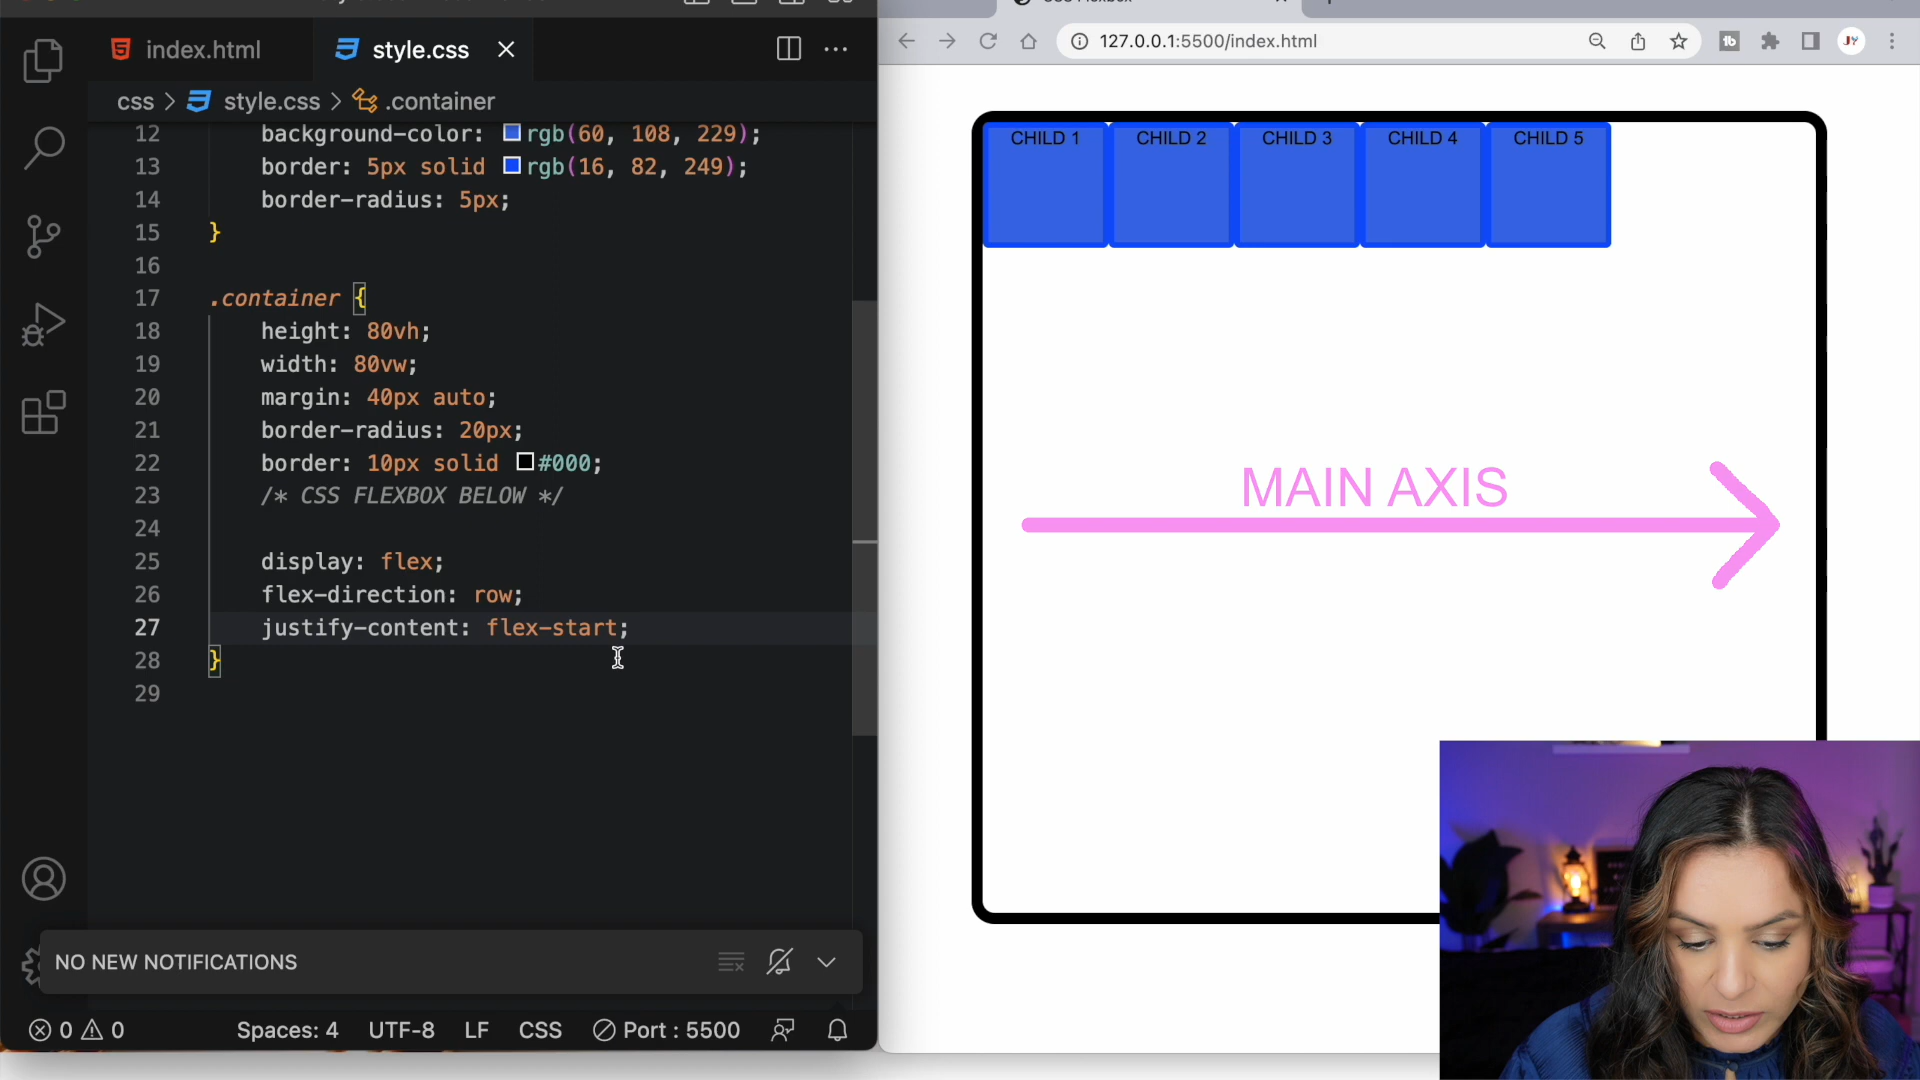 index.html
style.css
css > style.css > .container
12 background-color: rgb(60, 108, 229);
13 border: 5px solid rgb(16, 82, 249);
14 border-radius: 5px;
15 }
16
17 .container {
18 height: 80vh;
19 width: 80vw;
20 margin: 40px auto;
21 border-radius: 20px;
22 border: 10px solid #000;
23 /* CSS FLEXBOX BELOW */
24
25 display: flex;
26 flex-direction: row;
27 justify-content: flex-start;
28 }
29
NO NEW NOTIFICATIONS
0 0 Spaces: 4 UTF-8 LF CSS Port : 5500
127.0.0.1:5500/index.html
tb
JY
CHILD 1 CHILD 2 CHILD 3 CHILD 4 CHILD 5
MAIN AXIS